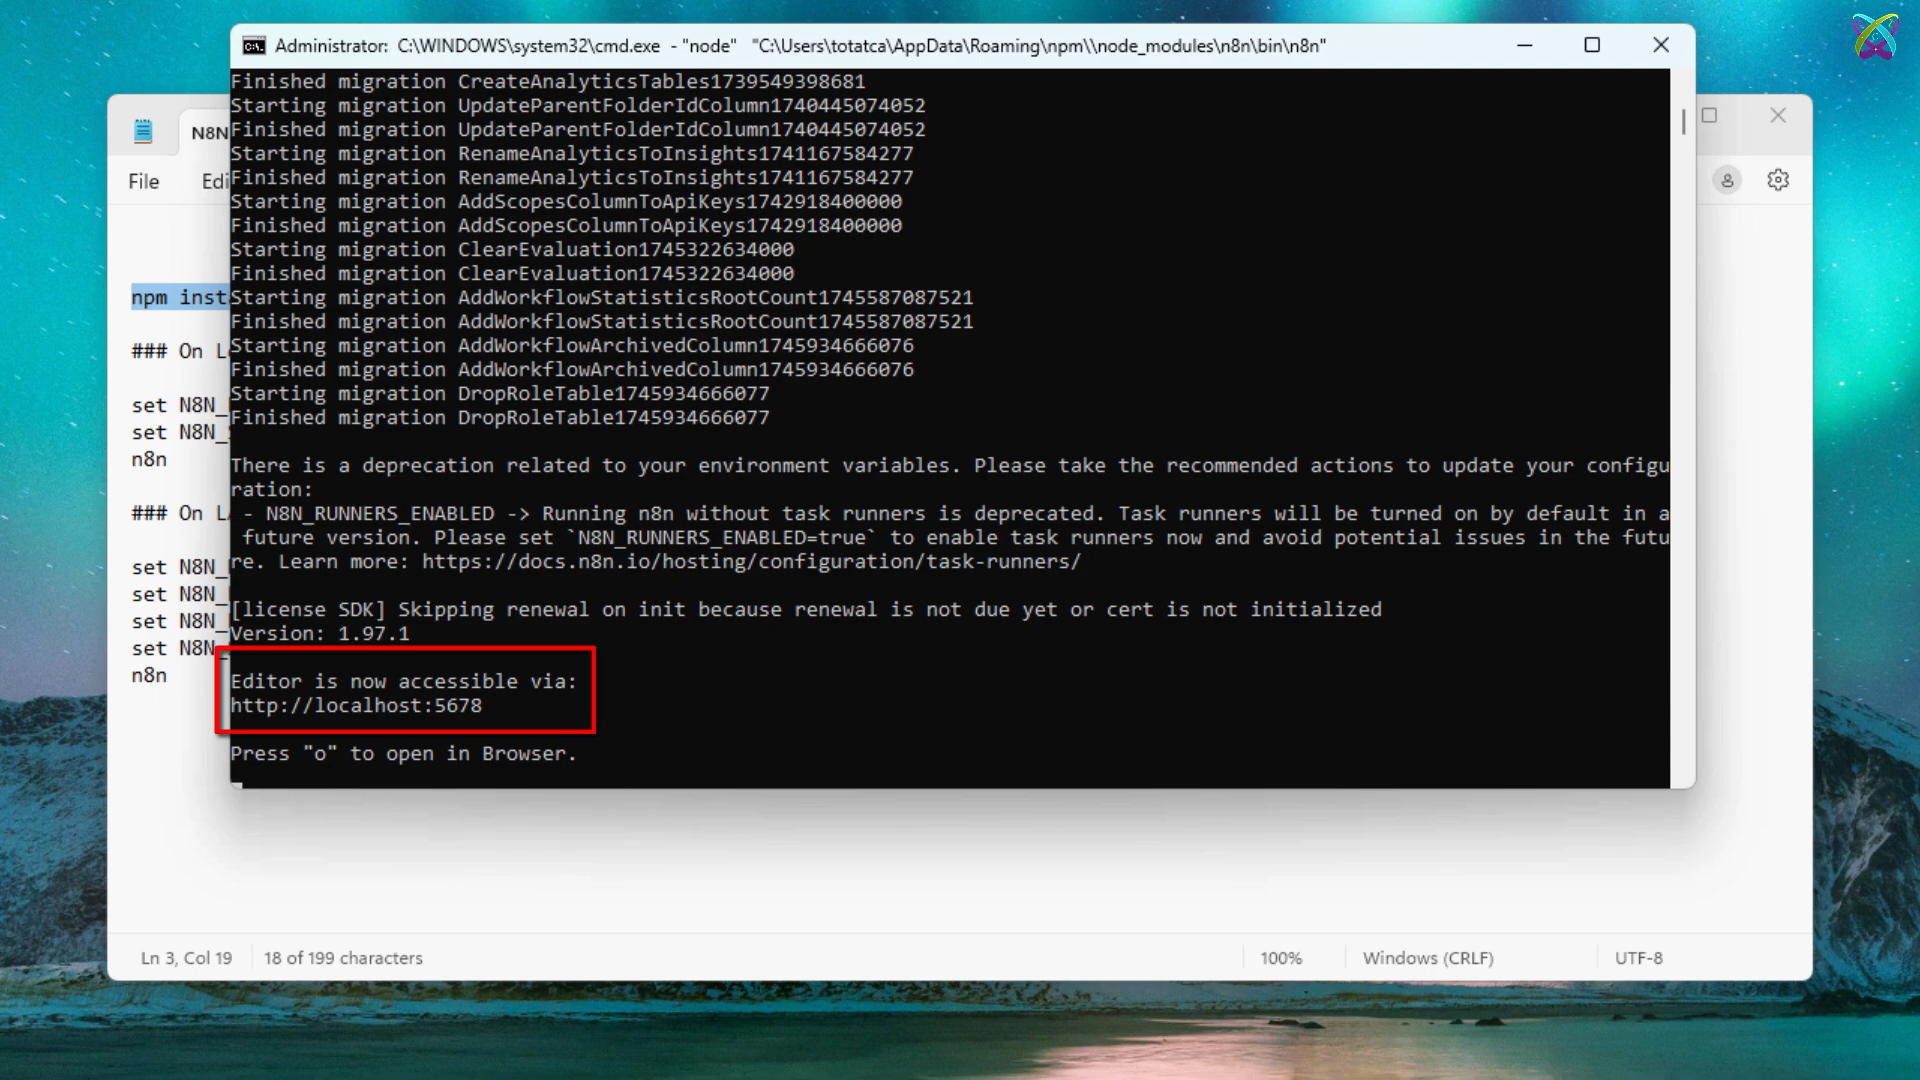 Administrator: C:\WINDOWS\system32\cmd.exe - "node" "C:\Users\totatca\AppData\Roaming\npm\\node_modules\n8n\bin\n8n"
Finished migration CreateAnalyticsTables1739549398681
Starting migration UpdateParentFolderIdColumn1740445074052
Finished migration UpdateParentFolderIdColumn1740445074052
Starting migration RenameAnalyticsToInsights1741167584277
Finished migration RenameAnalyticsToInsights1741167584277
Starting migration AddScopesColumnToApiKeys1742918400000
Finished migration AddScopesColumnToApiKeys1742918400000
Starting migration ClearEvaluation1745322634000
Finished migration ClearEvaluation1745322634000
Starting migration AddWorkflowStatisticsRootCount1745587087521
Finished migration AddWorkflowStatisticsRootCount1745587087521
Starting migration AddWorkflowArchivedColumn1745934666076
Finished migration AddWorkflowArchivedColumn1745934666076
Starting migration DropRoleTable1745934666077
Finished migration DropRoleTable1745934666077
There is a deprecation related to your environment variables. Please take the recommended actions to update your configu
ration:
- N8N_RUNNERS_ENABLED -> Running n8n without task runners is deprecated. Task runners will be turned on by default in a
future version. Please set `N8N_RUNNERS_ENABLED=true` to enable task runners now and avoid potential issues in the futu
re. Learn more: https://docs.n8n.io/hosting/configuration/task-runners/
[license SDK] Skipping renewal on init because renewal is not due yet or cert is not initialized
Version: 1.97.1
Editor is now accessible via:
http://localhost:5678
Press "o" to open in Browser.
N8N
File Edi
npm inst
### On L
set N8N_
set N8N_
n8n
### On L
set N8N_
set N8N_
set N8N_
set N8N_
n8n
Ln 3, Col 19 18 of 199 characters 100% Windows (CRLF) UTF-8